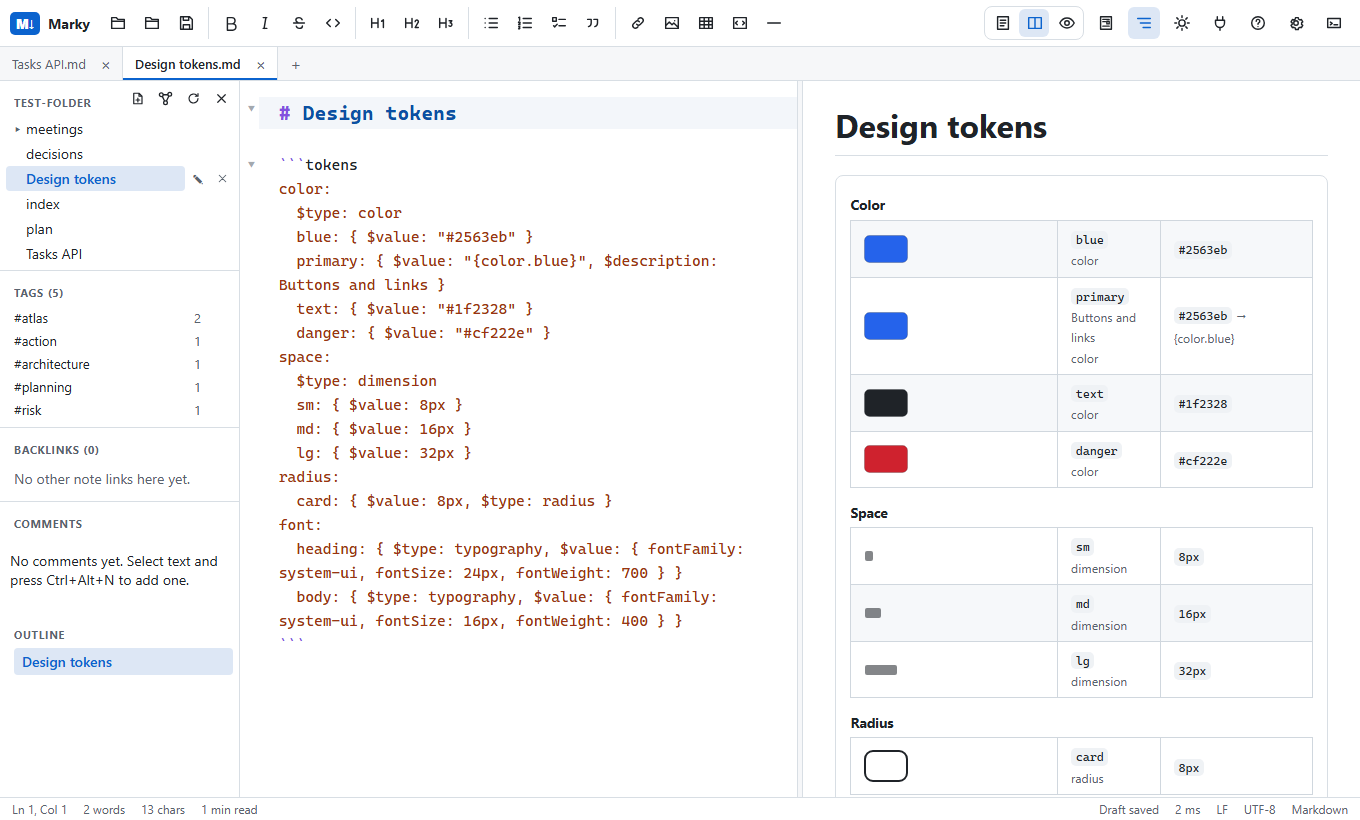 M↓ Marky B I S <> H1 H2 H3
Tasks API.md × Design tokens.md × +
TEST-FOLDER
meetings
decisions
Design tokens
index
plan
Tasks API
TAGS (5)
#atlas 2
#action 1
#architecture 1
#planning 1
#risk 1
BACKLINKS (0)
No other note links here yet.
COMMENTS
No comments yet. Select text and
press Ctrl+Alt+N to add one.
OUTLINE
Design tokens
# Design tokens
```tokens
color:
  $type: color
  blue: { $value: "#2563eb" }
  primary: { $value: "{color.blue}", $description:
Buttons and links }
  text: { $value: "#1f2328" }
  danger: { $value: "#cf222e" }
space:
  $type: dimension
  sm: { $value: 8px }
  md: { $value: 16px }
  lg: { $value: 32px }
radius:
  card: { $value: 8px, $type: radius }
font:
  heading: { $type: typography, $value: { fontFamily:
system-ui, fontSize: 24px, fontWeight: 700 } }
  body: { $type: typography, $value: { fontFamily:
system-ui, fontSize: 16px, fontWeight: 400 } }
```
Design tokens
Color
blue
color
#2563eb
primary
Buttons and
links
color
#2563eb →
{color.blue}
text
color
#1f2328
danger
color
#cf222e
Space
sm
dimension
8px
md
dimension
16px
lg
dimension
32px
Radius
card
radius
8px
Ln 1, Col 1 2 words 13 chars 1 min read Draft saved 2 ms LF UTF-8 Markdown